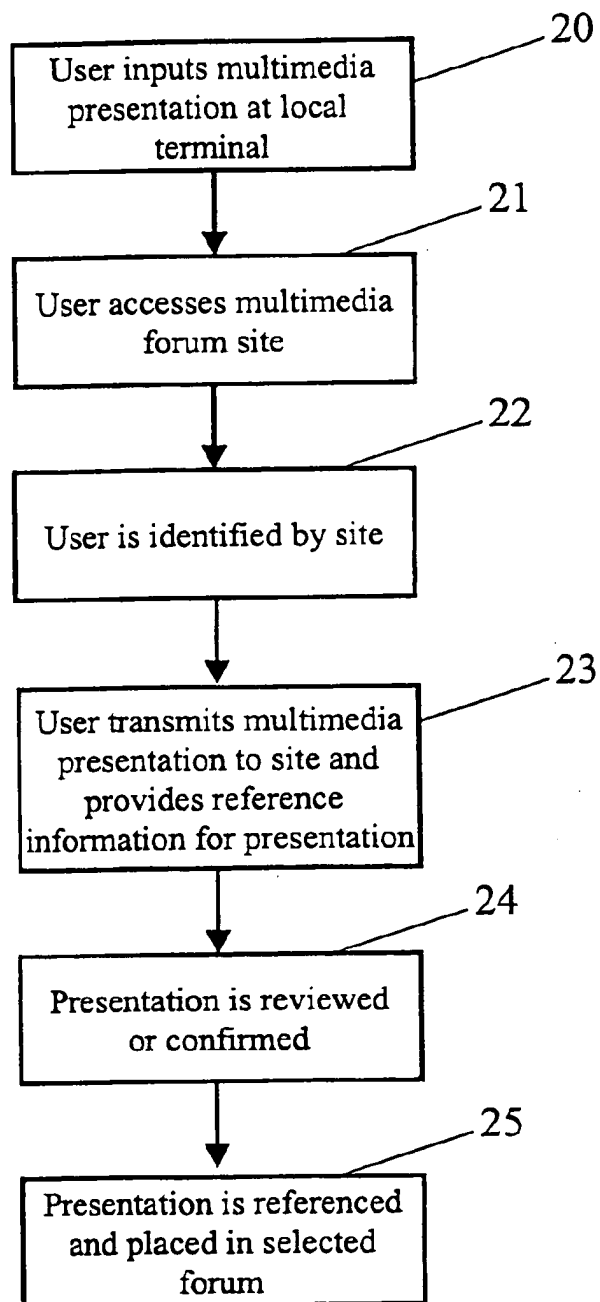 20
User inputs multimedia
presentation at local
terminal
21
User accesses multimedia
forum site
22
User is identified by site
23
User transmits multimedia
presentation to site and
provides reference
information for presentation
24
Presentation is reviewed
or confirmed
25
Presentation is referenced
and placed in selected
forum